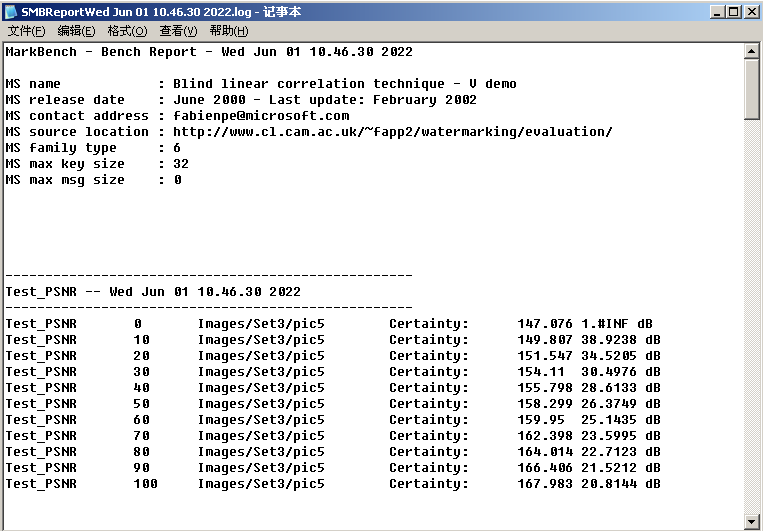 SMBReportWed Jun 01 10.46.30 2022.log - 记事本
文件(F) 编辑(E) 格式(O) 查看(V) 帮助(H)
MarkBench - Bench Report - Wed Jun 01 10.46.30 2022
MS name : Blind linear correlation technique - V demo
MS release date : June 2000 - Last update: February 2002
MS contact address : fabienpe@microsoft.com
MS source location : http://www.cl.cam.ac.uk/~fapp2/watermarking/evaluation/
MS family type : 6
MS max key size : 32
MS max msg size : 0
---------------------------------------------------
Test_PSNR -- Wed Jun 01 10.46.30 2022
---------------------------------------------------
Test_PSNR 0 Images/Set3/pic5 Certainty: 147.076 1.#INF dB
Test_PSNR 10 Images/Set3/pic5 Certainty: 149.807 38.9238 dB
Test_PSNR 20 Images/Set3/pic5 Certainty: 151.547 34.5205 dB
Test_PSNR 30 Images/Set3/pic5 Certainty: 154.11 30.4976 dB
Test_PSNR 40 Images/Set3/pic5 Certainty: 155.798 28.6133 dB
Test_PSNR 50 Images/Set3/pic5 Certainty: 158.299 26.3749 dB
Test_PSNR 60 Images/Set3/pic5 Certainty: 159.95 25.1435 dB
Test_PSNR 70 Images/Set3/pic5 Certainty: 162.398 23.5995 dB
Test_PSNR 80 Images/Set3/pic5 Certainty: 164.014 22.7123 dB
Test_PSNR 90 Images/Set3/pic5 Certainty: 166.406 21.5212 dB
Test_PSNR 100 Images/Set3/pic5 Certainty: 167.983 20.8144 dB